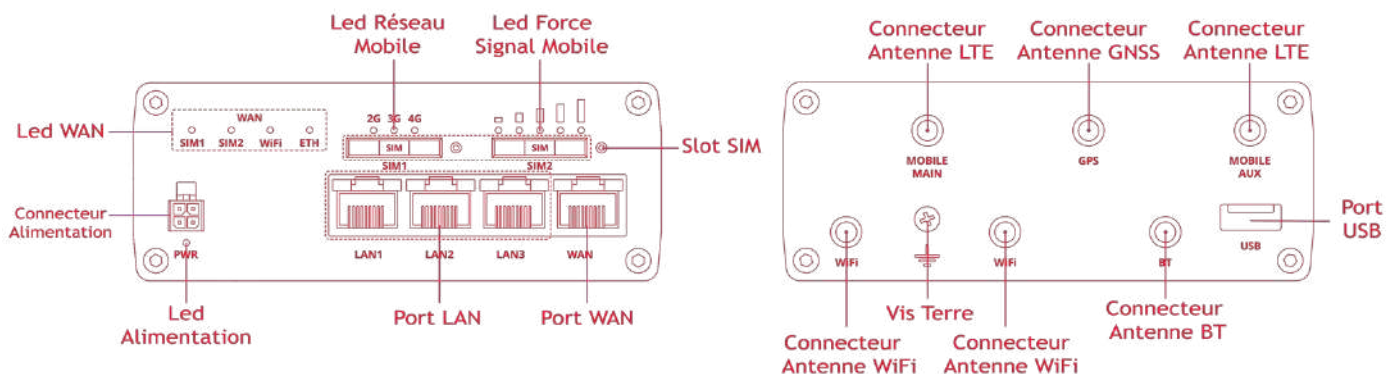 Led Réseau
Mobile
Led Force
Signal Mobile
Led WAN
WAN
SIM1 SIM2 WiFi ETH
2G 3G 4G
SIM
SIM
SIM1
SIM2
Slot SIM
Connecteur
Alimentation
PWR
LAN1 LAN2 LAN3 WAN
Led
Alimentation
Port LAN
Port WAN
Connecteur
Antenne LTE
Connecteur
Antenne GNSS
Connecteur
Antenne LTE
MOBILE
MAIN
GPS
MOBILE
AUX
Port
USB
USB
WiFi
WiFi
BT
Vis Terre
Connecteur
Antenne BT
Connecteur
Antenne WiFi
Connecteur
Antenne WiFi